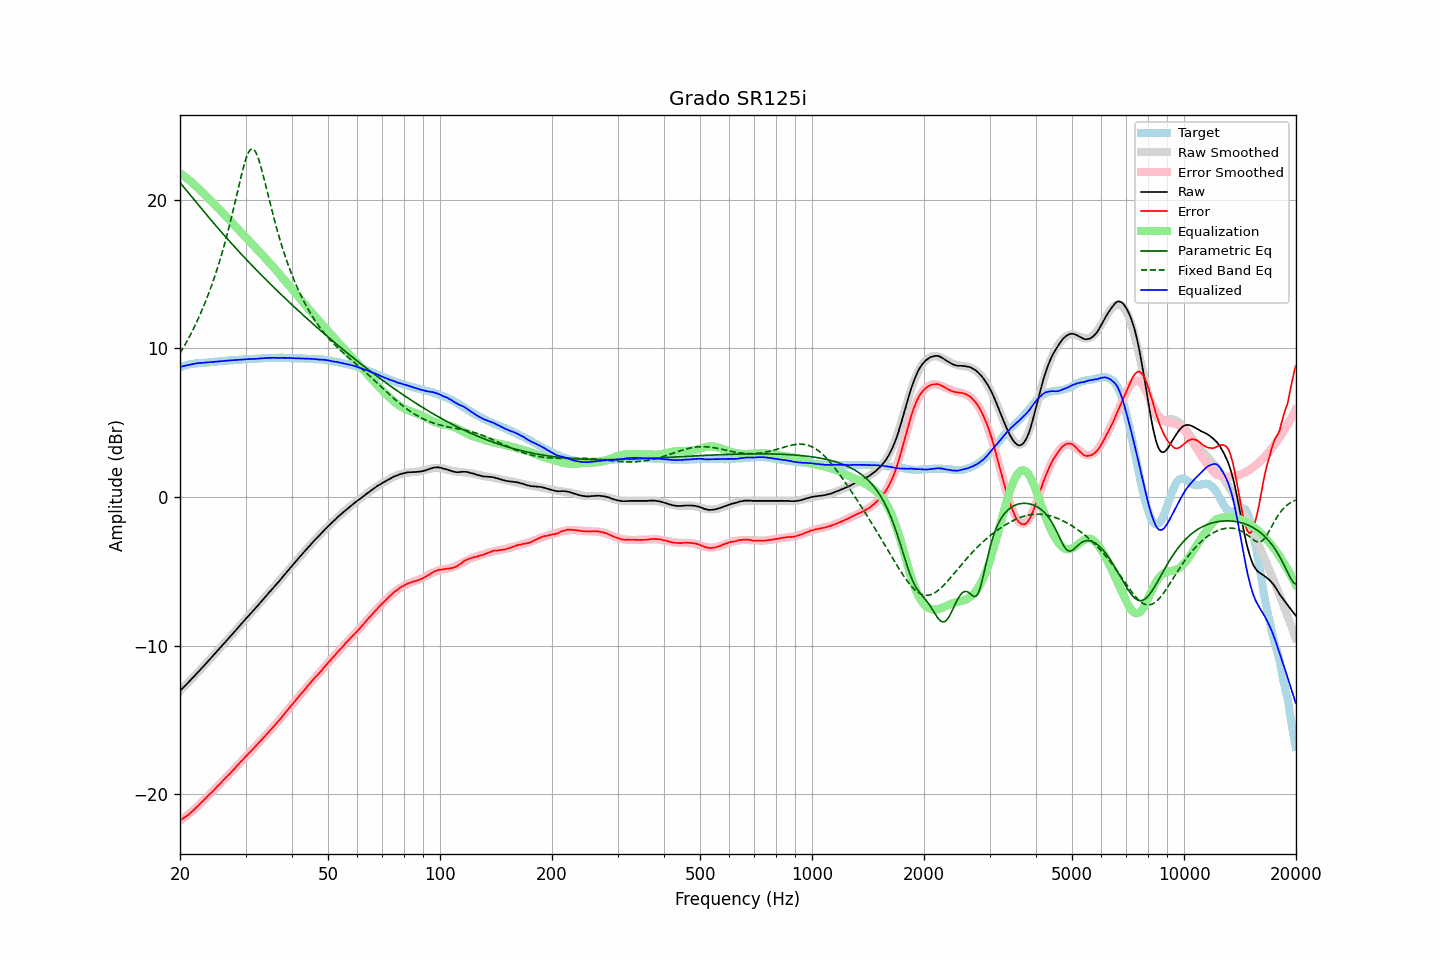 Grado SR125i
Target
Raw Smoothed
Error Smoothed
Raw
Error
Equalization
Parametric Eq
Fixed Band Eq
Equalized
Amplitude (dBr)
20
10
0
−10
−20
20 50 100 200 500 1000 2000 5000 10000 20000
Frequency (Hz)